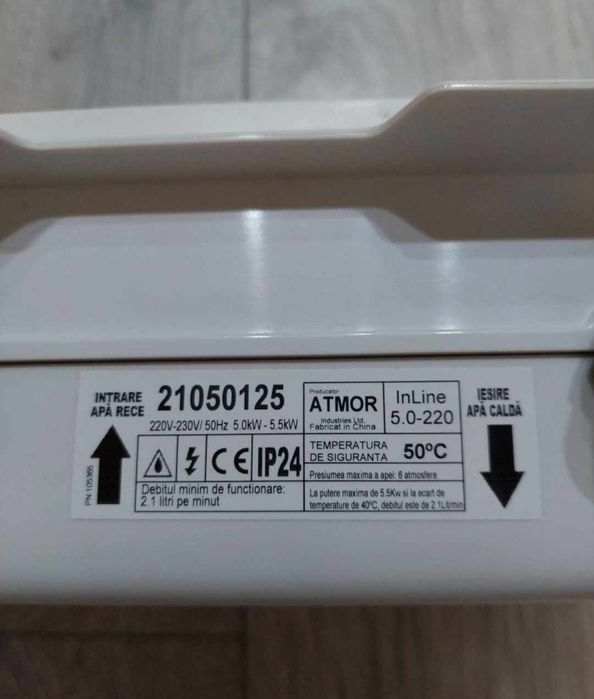 INTRARE
APĂ RECE
21050125
220V-230V/ 50Hz 5.0kW - 5.5kW
CE IP24
Debitul minim de functionare:
2.1 litri pe minut
PN 105365
Producator
ATMOR
Industries Ltd.
Fabricat in China
InLine
5.0-220
TEMPERATURA
DE SIGURANTA
50ºC
Presiunea maxima a apei: 6 atmosfere
La putere maxima de 5.5Kw si la ecart de
temperature de 40ºC, debitul este de 2.1Lit/min
IEȘIRE
APĂ CALDĂ